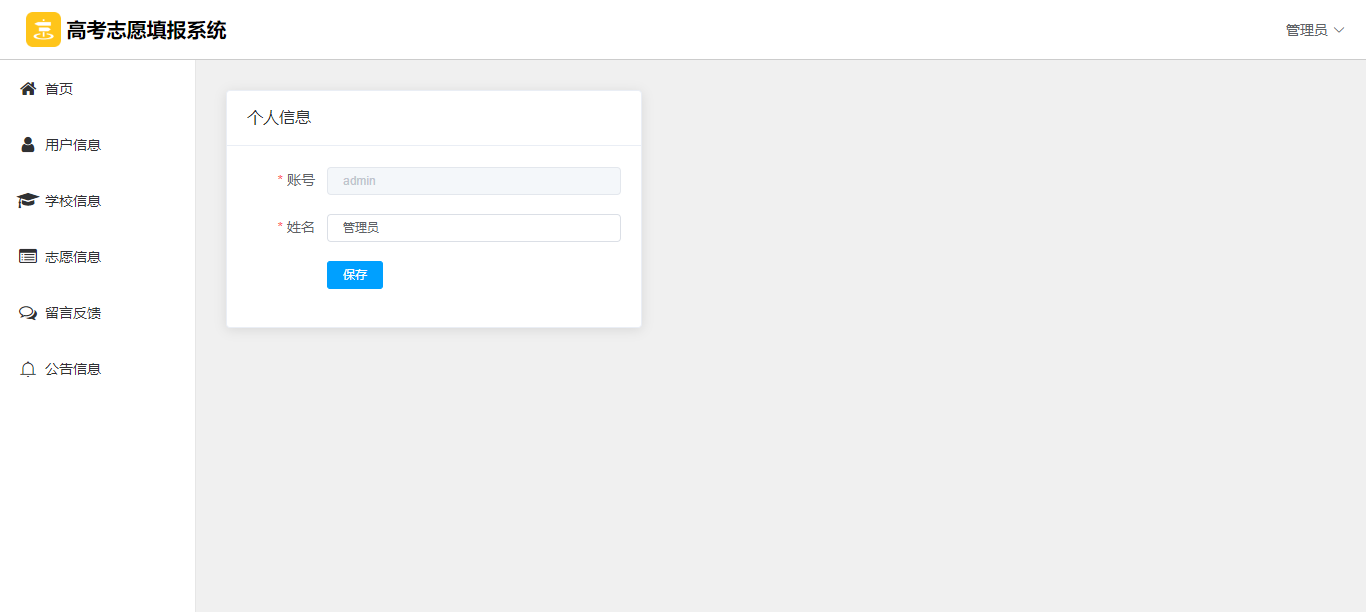 高考志愿填报系统
管理员
首页
用户信息
学校信息
志愿信息
留言反馈
公告信息
个人信息
* 账号
admin
* 姓名
管理员
保存